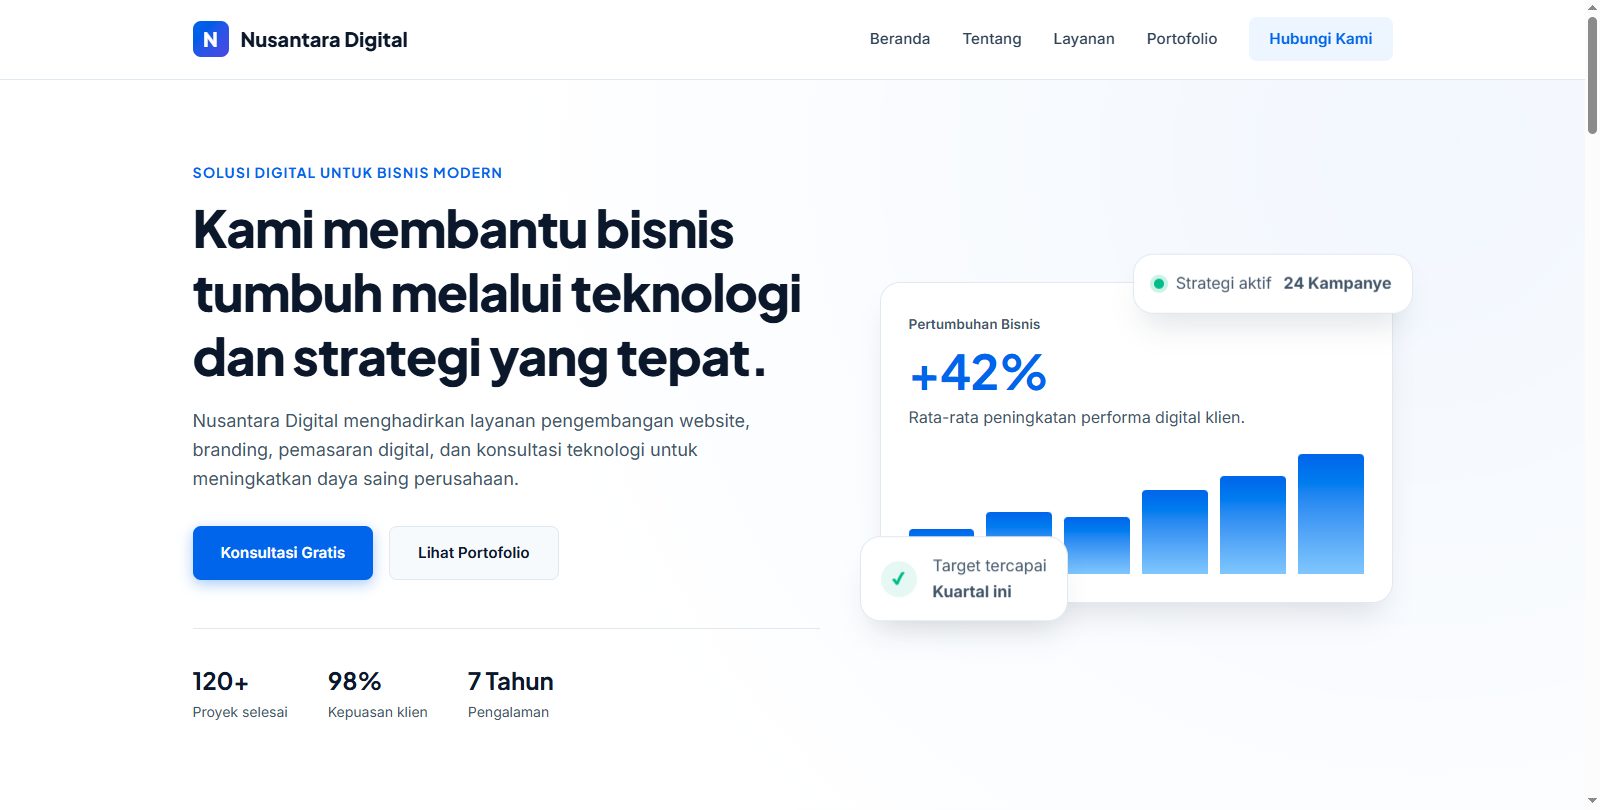 N Nusantara Digital
Beranda Tentang Layanan Portofolio Hubungi Kami
SOLUSI DIGITAL UNTUK BISNIS MODERN
Kami membantu bisnis
tumbuh melalui teknologi
dan strategi yang tepat.
Nusantara Digital menghadirkan layanan pengembangan website,
branding, pemasaran digital, dan konsultasi teknologi untuk
meningkatkan daya saing perusahaan.
Konsultasi Gratis Lihat Portofolio
120+ 98% 7 Tahun
Proyek selesai Kepuasan klien Pengalaman
Strategi aktif 24 Kampanye
Pertumbuhan Bisnis
+42%
Rata-rata peningkatan performa digital klien.
Target tercapai
Kuartal ini